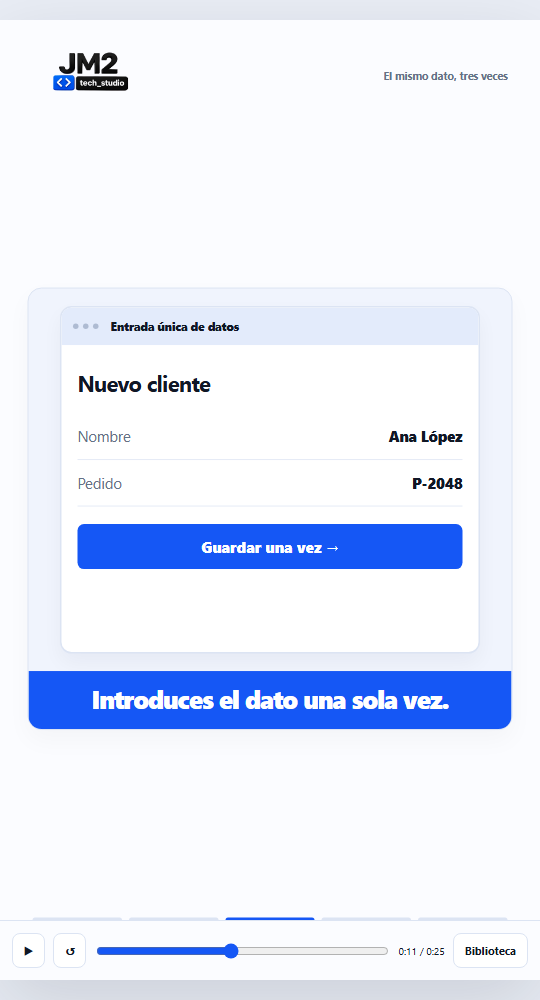 JM2
tech_studio
El mismo dato, tres veces
Entrada única de datos
Nuevo cliente
Nombre Ana López
Pedido P-2048
Guardar una vez →
Introduces el dato una sola vez.
0:11 / 0:25
Biblioteca